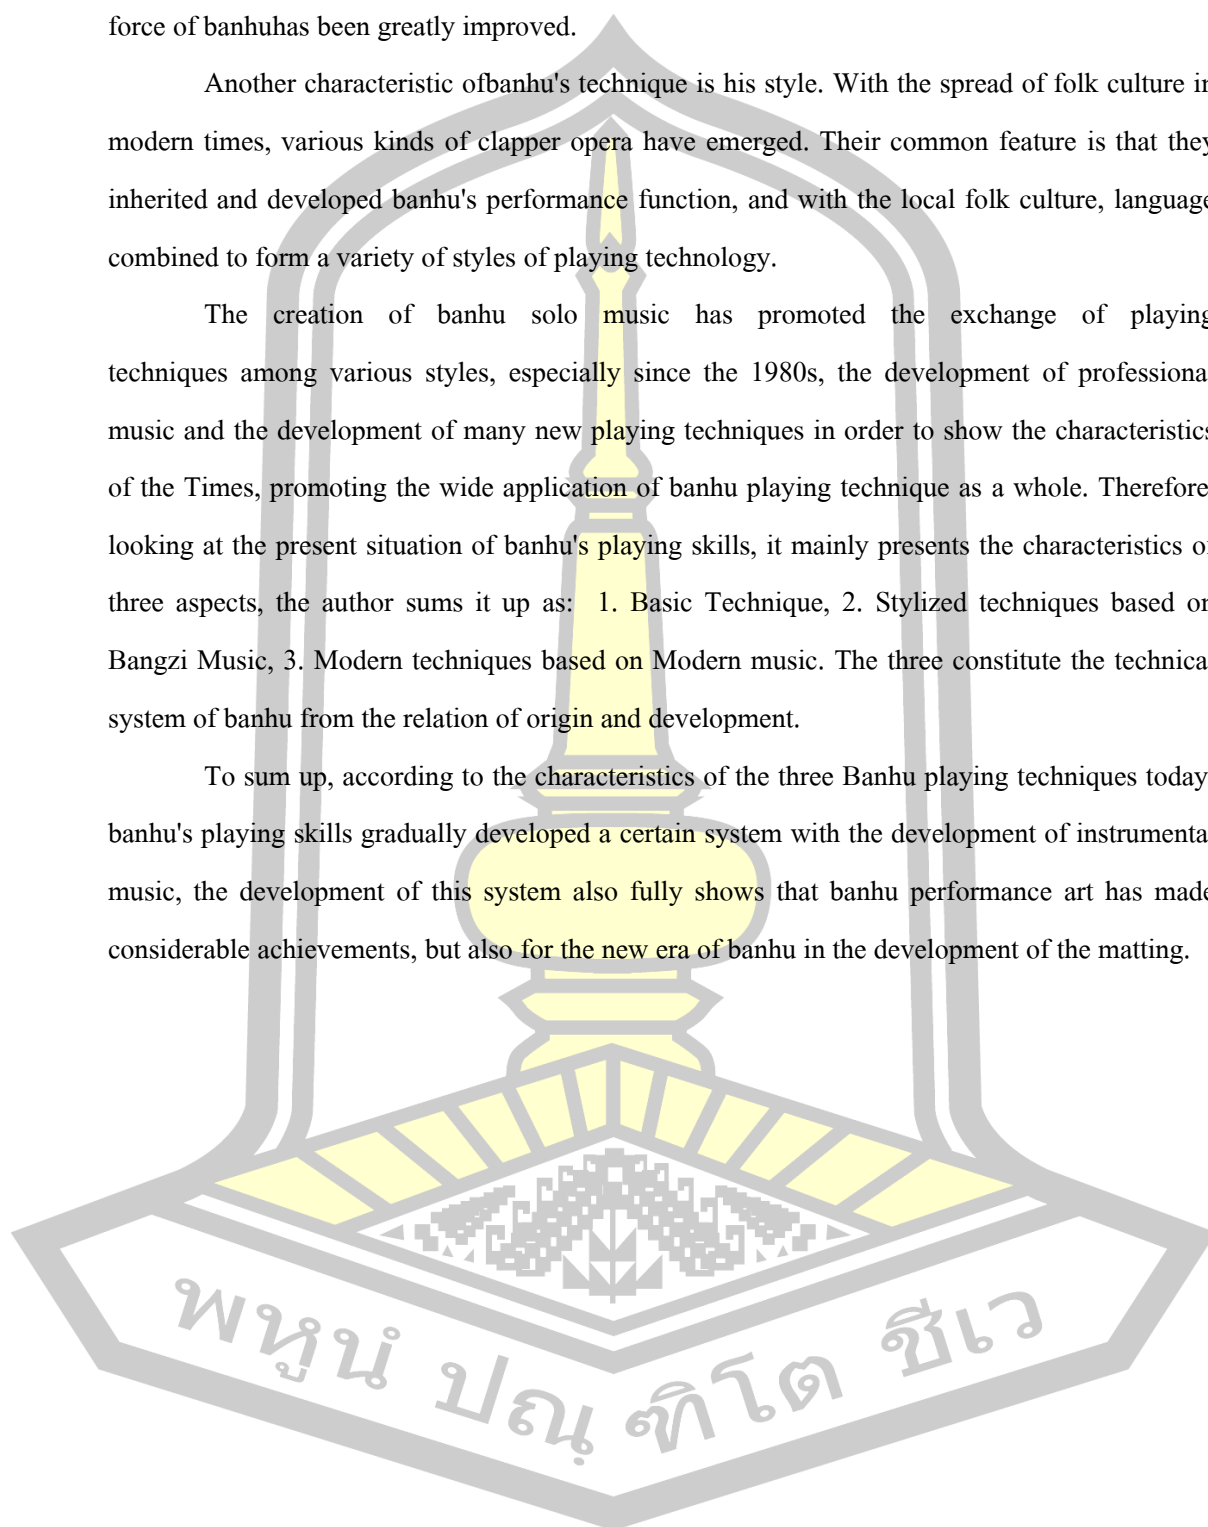 force of banhuhas been greatly improved.
Another characteristic ofbanhu's technique is his style. With the spread of folk culture in
modern times, various kinds of clapper opera have emerged. Their common feature is that they
inherited and developed banhu's performance function, and with the local folk culture, language
combined to form a variety of styles of playing technology.
The creation of banhu solo music has promoted the exchange of playing
techniques among various styles, especially since the 1980s, the development of professiona
music and the development of many new playing techniques in order to show the characteristics
of the Times, promoting the wide application of banhu playing technique as a whole. Therefore
looking at the present situation of banhu's playing skills, it mainly presents the characteristics of
three aspects, the author sums it up as: 1. Basic Technique, 2. Stylized techniques based on
Bangzi Music, 3. Modern techniques based on Modern music. The three constitute the technica
system of banhu from the relation of origin and development.
To sum up, according to the characteristics of the three Banhu playing techniques today
banhu's playing skills gradually developed a certain system with the development of instrumenta
music, the development of this system also fully shows that banhu performance art has made
considerable achievements, but also for the new era of banhu in the development of the matting.
พหูนํ ปณฺฑิโต ชีเว